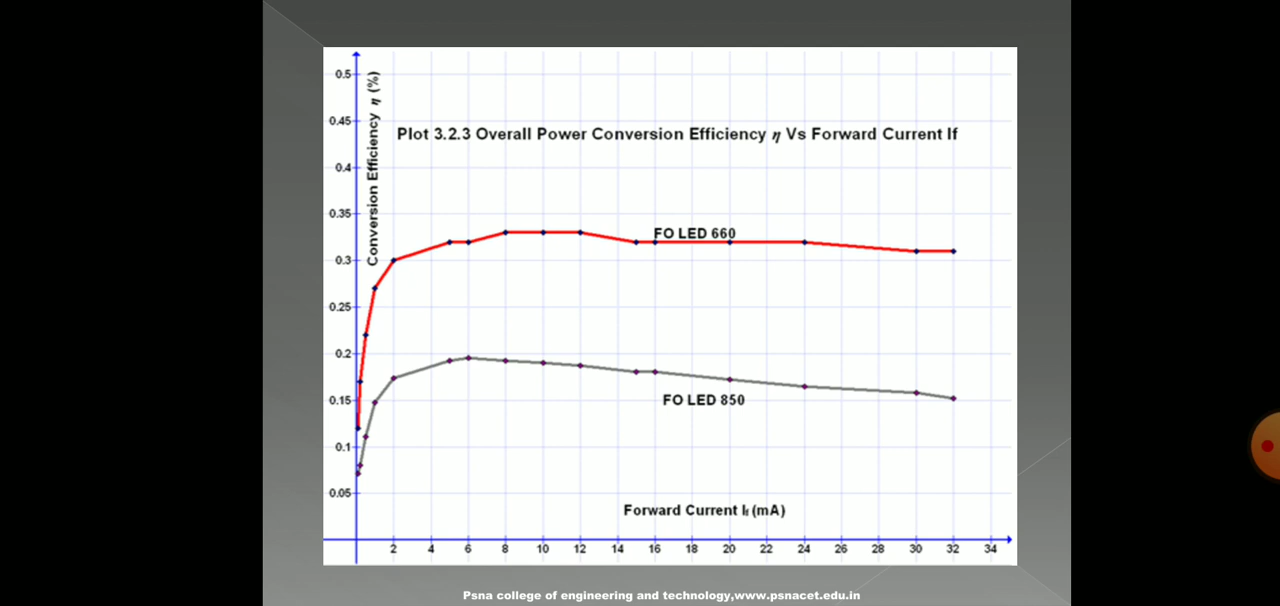 Conversion Efficiency η (%)
Plot 3.2.3 Overall Power Conversion Efficiency η Vs Forward Current If
0.5
0.45
0.4
0.35
0.3
0.25
0.2
0.15
0.1
0.05
FO LED 660
FO LED 850
Forward Current If (mA)
2 4 6 8 10 12 14 16 18 20 22 24 26 28 30 32 34
Psna college of engineering and technology,www.psnacet.edu.in